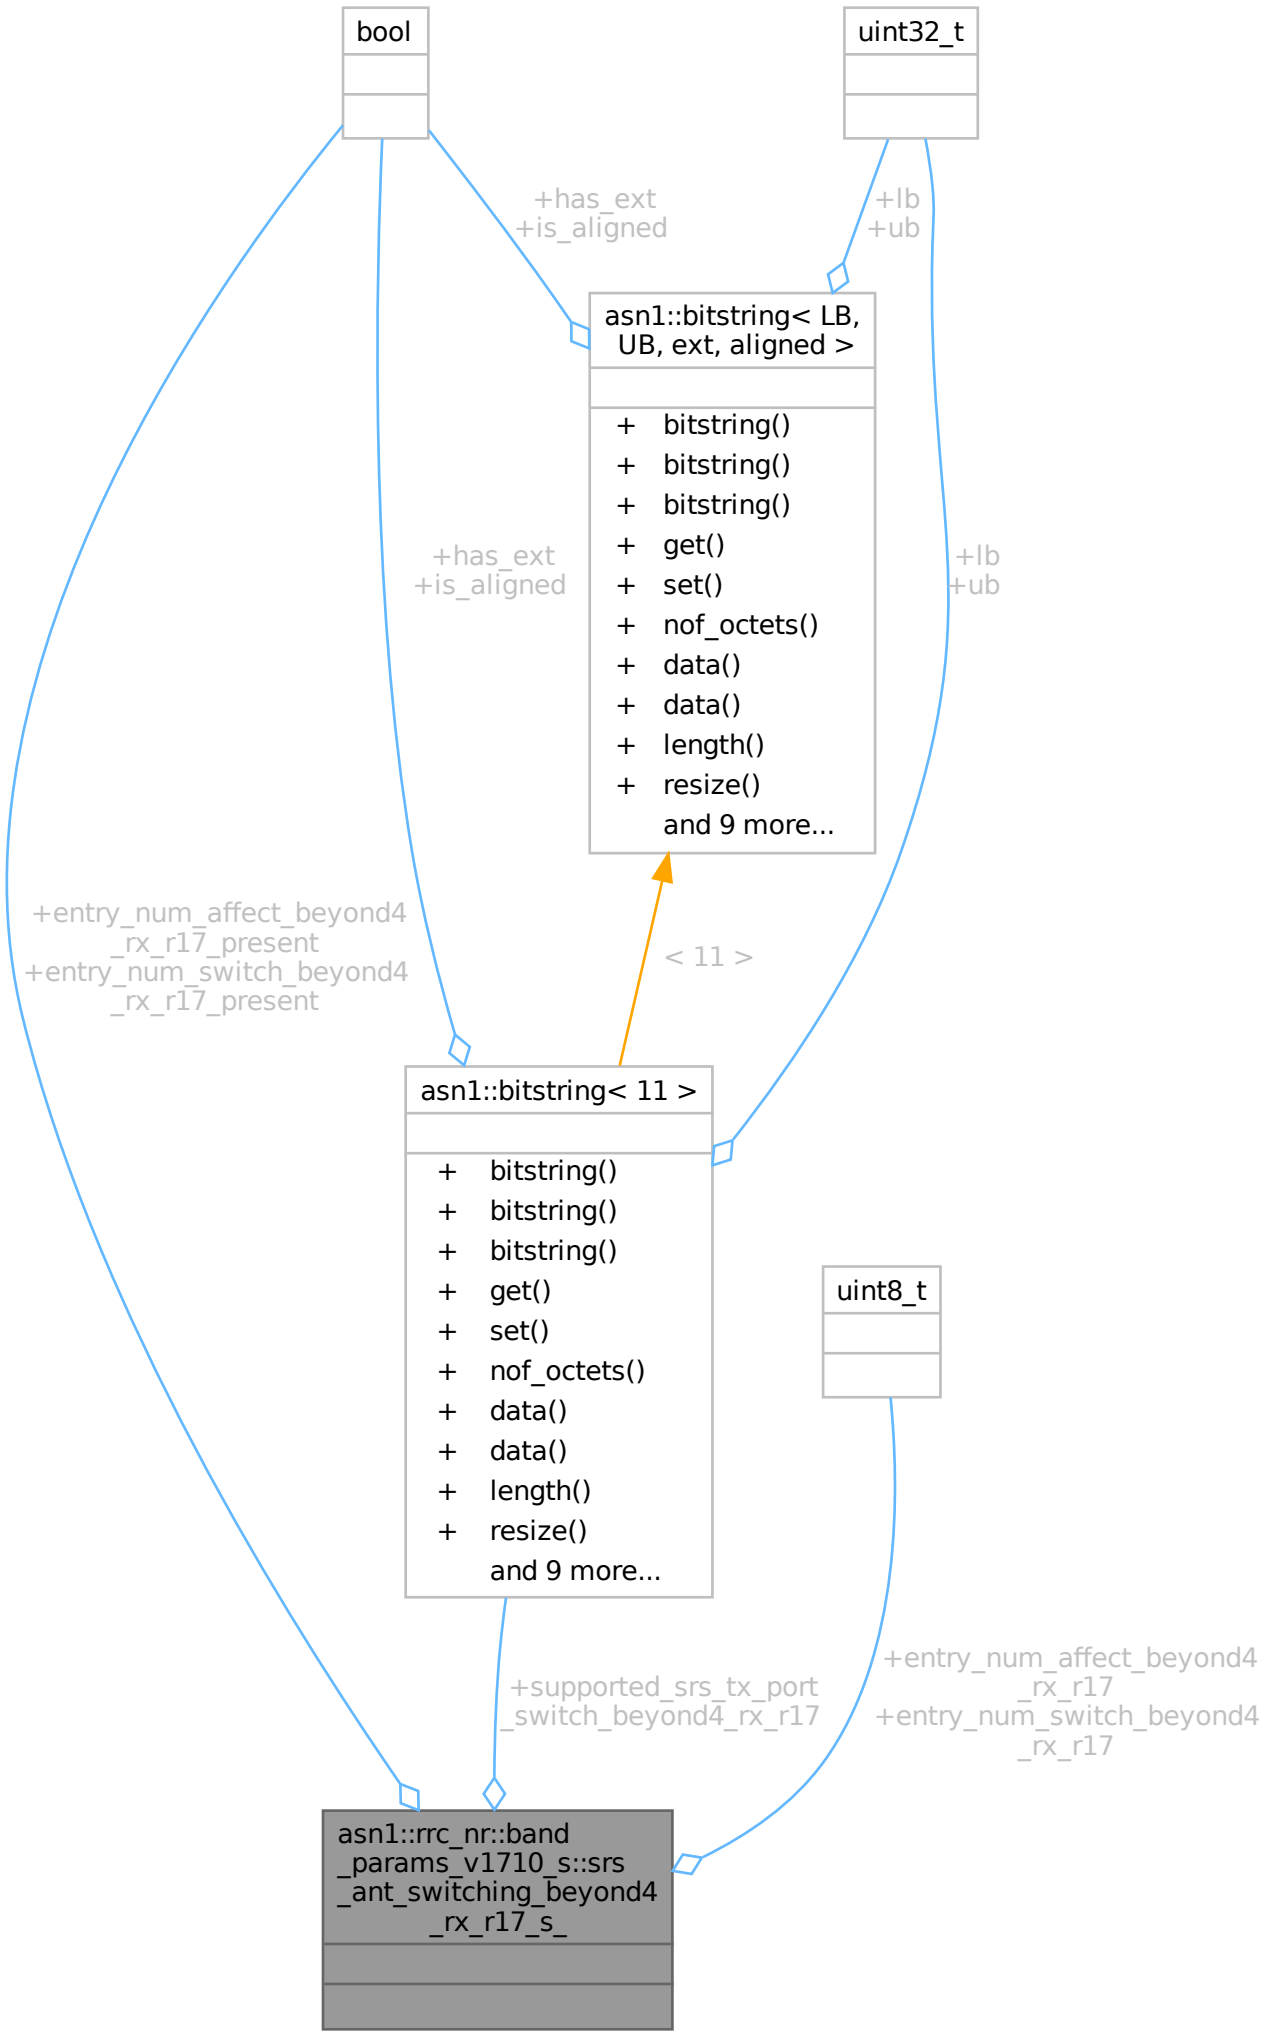 bool
uint32_t
+has_ext
+is_aligned
+lb
+ub
asn1::bitstring< LB,
UB, ext, aligned >
+ bitstring()
+ bitstring()
+ bitstring()
+ get()
+ set()
+ nof_octets()
+ data()
+ data()
+ length()
+ resize()
and 9 more...
+has_ext
+is_aligned
+lb
+ub
+entry_num_affect_beyond4
_rx_r17_present
+entry_num_switch_beyond4
_rx_r17_present
< 11 >
asn1::bitstring< 11 >
+ bitstring()
+ bitstring()
+ bitstring()
+ get()
+ set()
+ nof_octets()
+ data()
+ data()
+ length()
+ resize()
and 9 more...
uint8_t
+supported_srs_tx_port
_switch_beyond4_rx_r17
+entry_num_affect_beyond4
_rx_r17
+entry_num_switch_beyond4
_rx_r17
asn1::rrc_nr::band
_params_v1710_s::srs
_ant_switching_beyond4
_rx_r17_s_